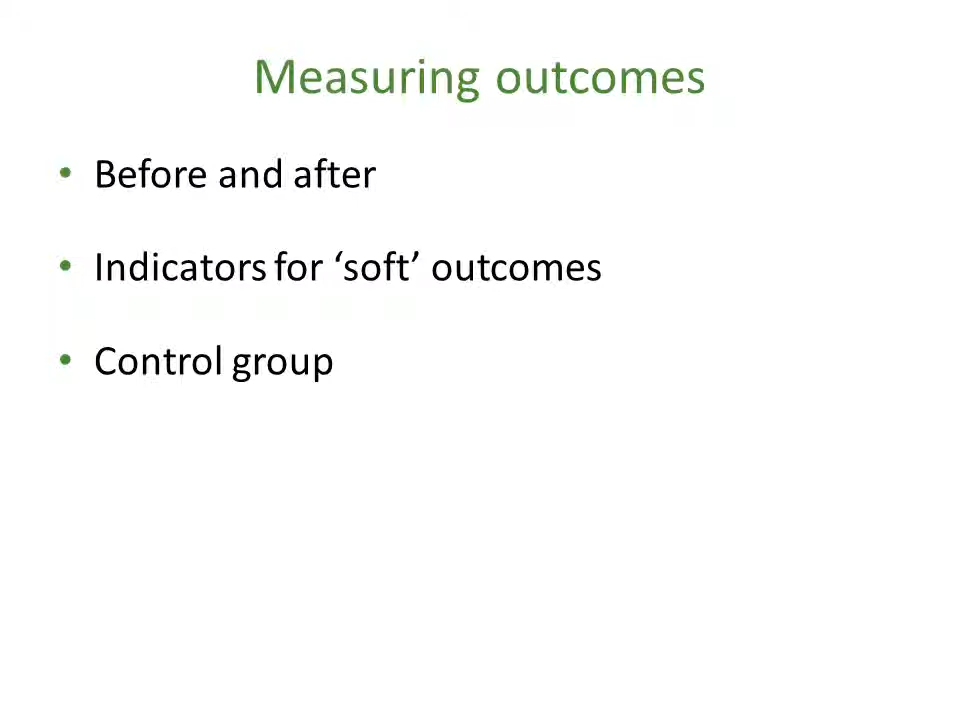 Measuring outcomes
• Before and after
• Indicators for ‘soft’ outcomes
• Control group